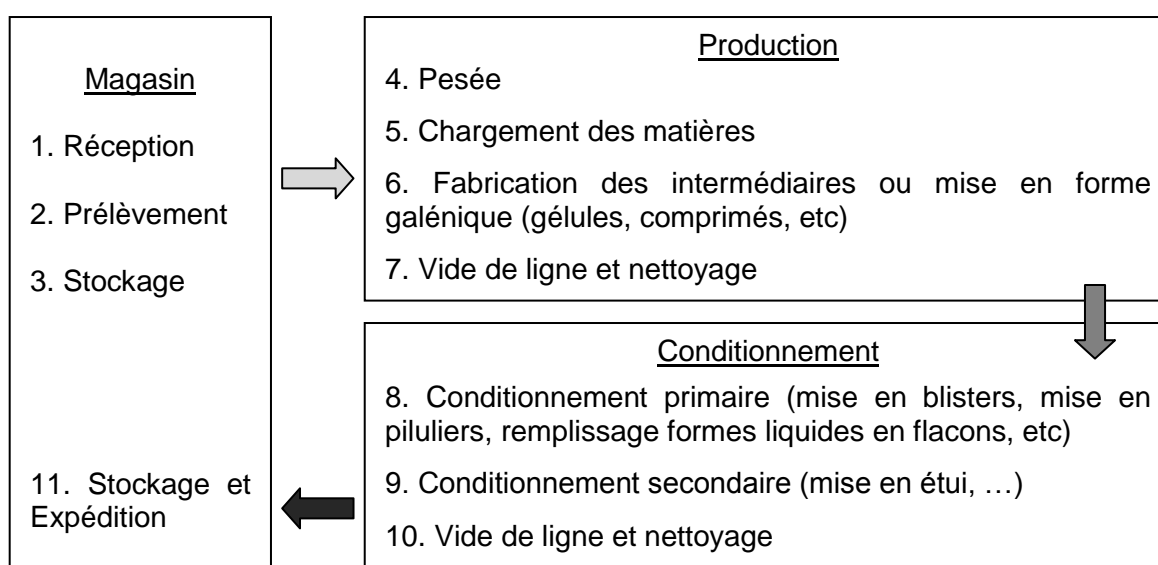 Magasin
1. Réception
2. Prélèvement
3. Stockage
11. Stockage et
Expédition
Production
4. Pesée
5. Chargement des matières
6. Fabrication des intermédiaires ou mise en forme
galénique (gélules, comprimés, etc)
7. Vide de ligne et nettoyage
Conditionnement
8. Conditionnement primaire (mise en blisters, mise en
piluliers, remplissage formes liquides en flacons, etc)
9. Conditionnement secondaire (mise en étui, …)
10. Vide de ligne et nettoyage